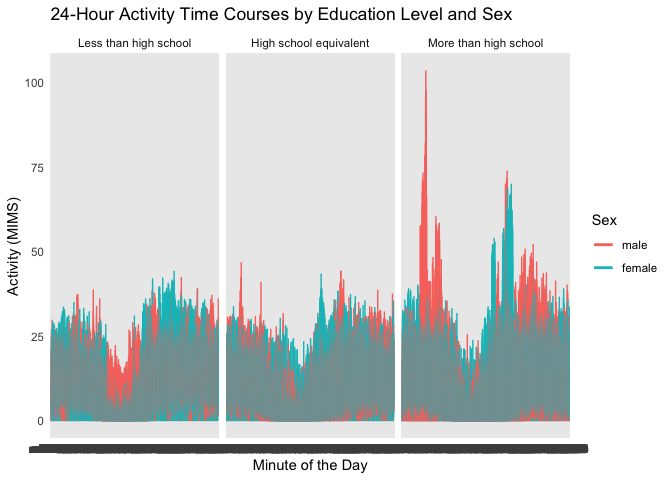 24-Hour Activity Time Courses by Education Level and Sex
Less than high school
High school equivalent
More than high school
100
75
50
25
0
Activity (MIMS)
Minute of the Day
Sex
male
female